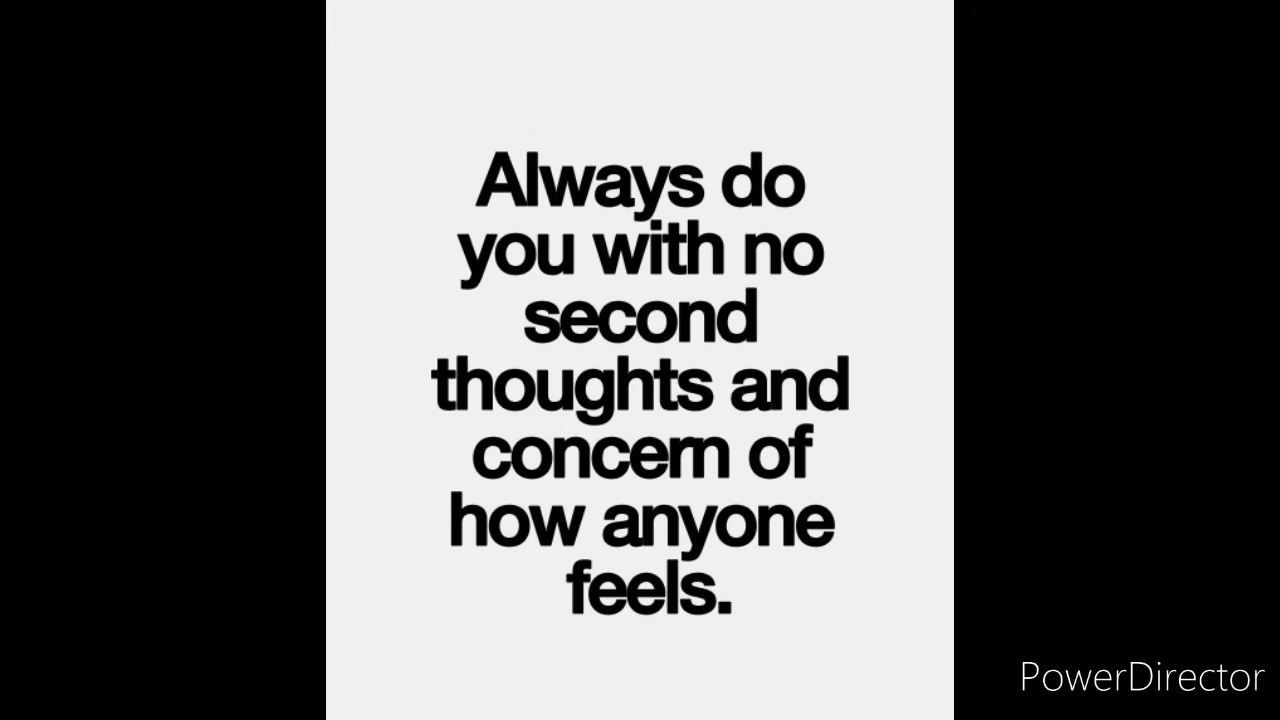 Always do
you with no
second
thoughts and
concern of
how anyone
feels.
PowerDirector